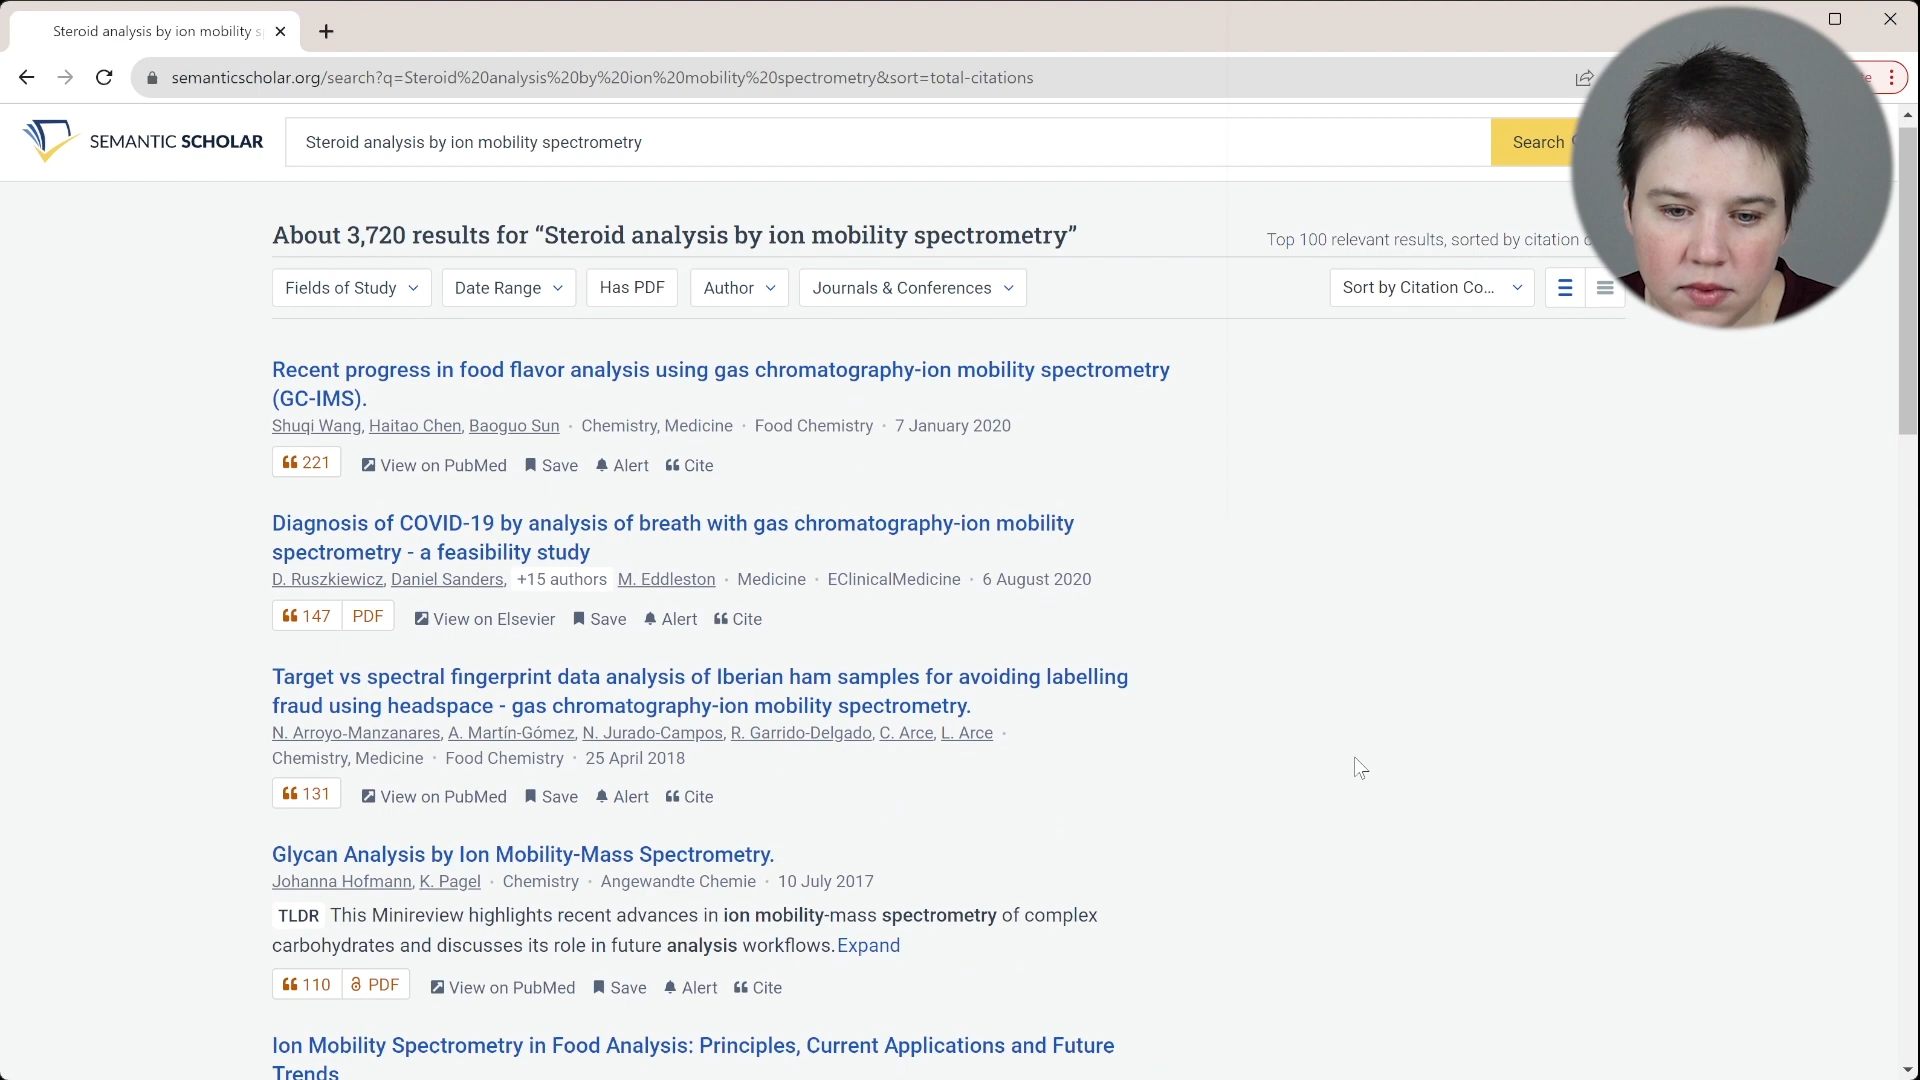 Steroid analysis by ion mobility s
semanticscholar.org/search?q=Steroid%20analysis%20by%20ion%20mobility%20spectrometry&sort=total-citations
SEMANTIC SCHOLAR
Steroid analysis by ion mobility spectrometry
Search
About 3,720 results for “Steroid analysis by ion mobility spectrometry”
Top 100 relevant results, sorted by citation
Fields of Study
Date Range
Has PDF
Author
Journals & Conferences
Sort by Citation Co...
Recent progress in food flavor analysis using gas chromatography-ion mobility spectrometry
(GC-IMS).
Shuqi Wang, Haitao Chen, Baoguo Sun · Chemistry, Medicine · Food Chemistry · 7 January 2020
221 View on PubMed Save Alert Cite
Diagnosis of COVID-19 by analysis of breath with gas chromatography-ion mobility
spectrometry - a feasibility study
D. Ruszkiewicz, Daniel Sanders, +15 authors M. Eddleston · Medicine · EClinicalMedicine · 6 August 2020
147 PDF View on Elsevier Save Alert Cite
Target vs spectral fingerprint data analysis of Iberian ham samples for avoiding labelling
fraud using headspace - gas chromatography-ion mobility spectrometry.
N. Arroyo-Manzanares, A. Martín-Gómez, N. Jurado-Campos, R. Garrido-Delgado, C. Arce, L. Arce ·
Chemistry, Medicine · Food Chemistry · 25 April 2018
131 View on PubMed Save Alert Cite
Glycan Analysis by Ion Mobility-Mass Spectrometry.
Johanna Hofmann, K. Pagel · Chemistry · Angewandte Chemie · 10 July 2017
TLDR This Minireview highlights recent advances in ion mobility-mass spectrometry of complex
carbohydrates and discusses its role in future analysis workflows. Expand
110 PDF View on PubMed Save Alert Cite
Ion Mobility Spectrometry in Food Analysis: Principles, Current Applications and Future
Trends